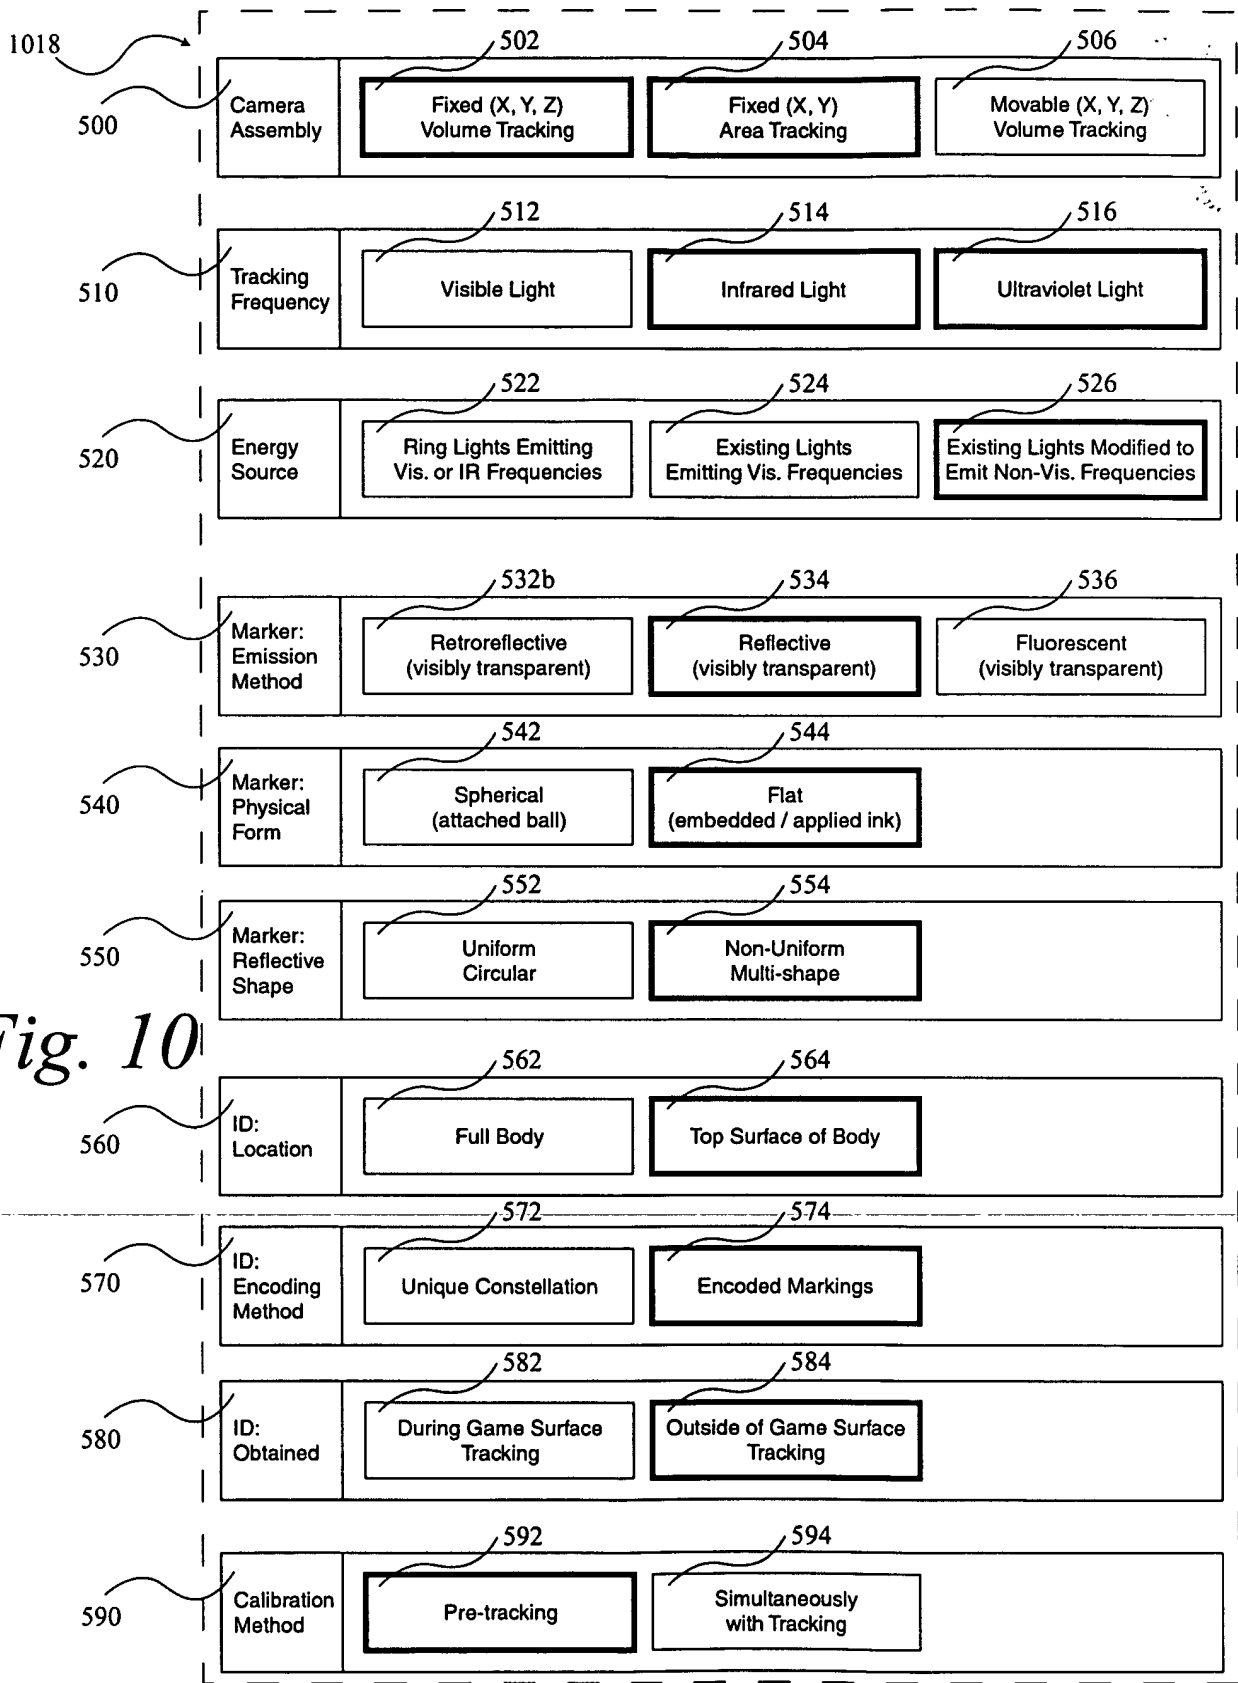 1018
502
504
506
500
Camera
Assembly
Fixed (X, Y, Z)
Volume Tracking
Fixed (X, Y)
Area Tracking
Movable (X, Y, Z)
Volume Tracking
512
514
516
510
Tracking
Frequency
Visible Light
Infrared Light
Ultraviolet Light
522
524
526
520
Energy
Source
Ring Lights Emitting
Vis. or IR Frequencies
Existing Lights
Emitting Vis. Frequencies
Existing Lights Modified to
Emit Non-Vis. Frequencies
532b
534
536
530
Marker:
Emission
Method
Retroreflective
(visibly transparent)
Reflective
(visibly transparent)
Fluorescent
(visibly transparent)
542
544
540
Marker:
Physical
Form
Spherical
(attached ball)
Flat
(embedded / applied ink)
552
554
550
Marker:
Reflective
Shape
Uniform
Circular
Non-Uniform
Multi-shape
Fig. 10
562
564
560
ID:
Location
Full Body
Top Surface of Body
572
574
570
ID:
Encoding
Method
Unique Constellation
Encoded Markings
582
584
580
ID:
Obtained
During Game Surface
Tracking
Outside of Game Surface
Tracking
592
594
590
Calibration
Method
Pre-tracking
Simultaneously
with Tracking